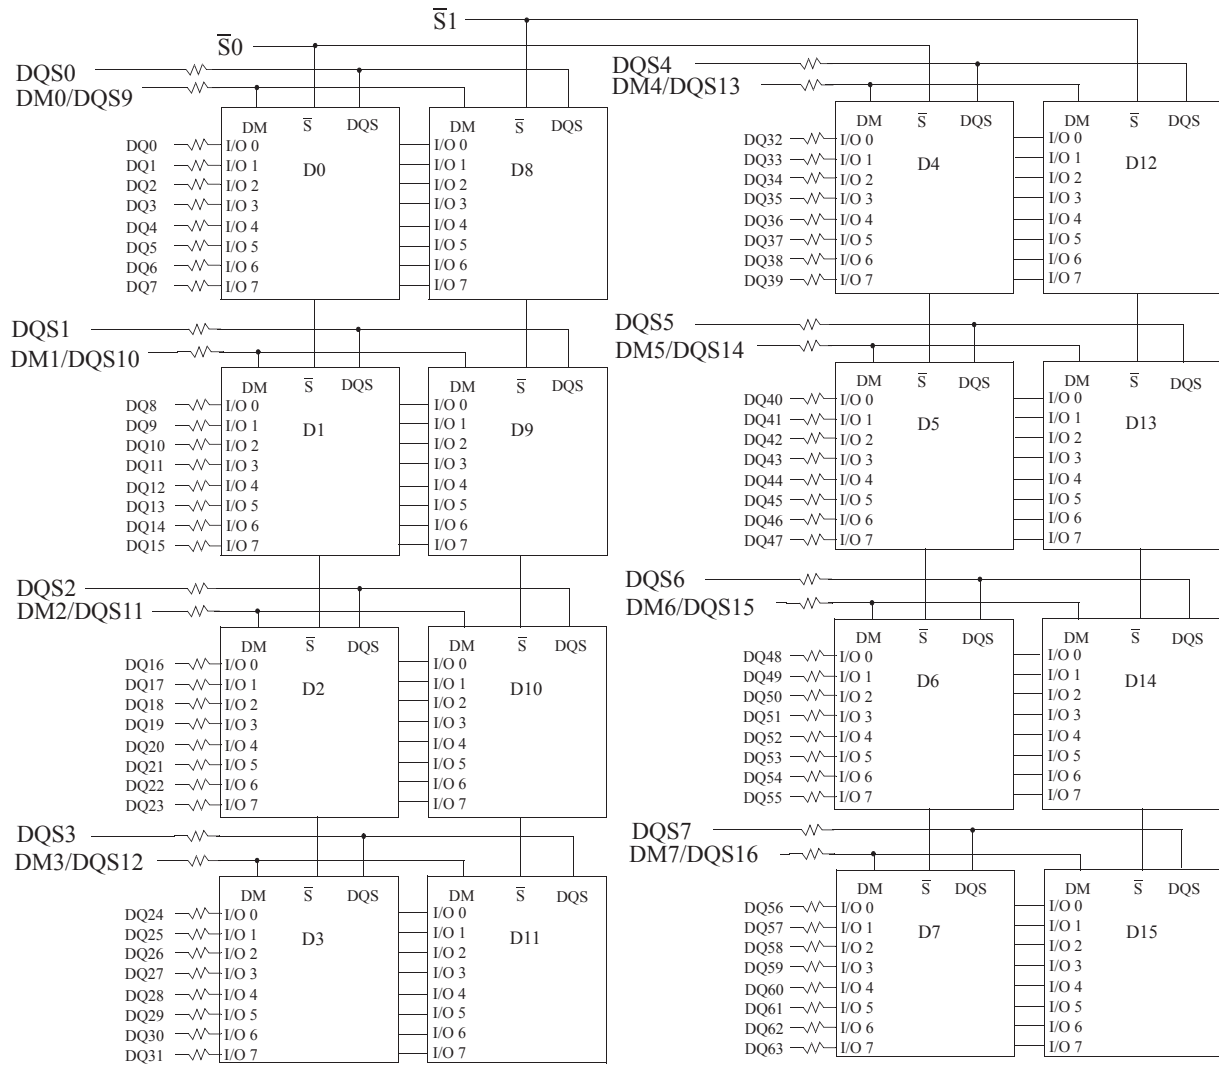 S̅1
S̅0
DQS0
DM0/DQS9
DM S̅ DQS
DM S̅ DQS
D0
D8
DQ0 I/O 0 I/O 0
DQ1 I/O 1 I/O 1
DQ2 I/O 2 I/O 2
DQ3 I/O 3 I/O 3
DQ4 I/O 4 I/O 4
DQ5 I/O 5 I/O 5
DQ6 I/O 6 I/O 6
DQ7 I/O 7 I/O 7
DQS1
DM1/DQS10
DM S̅ DQS
DM S̅ DQS
D1
D9
DQ8 I/O 0 I/O 0
DQ9 I/O 1 I/O 1
DQ10 I/O 2 I/O 2
DQ11 I/O 3 I/O 3
DQ12 I/O 4 I/O 4
DQ13 I/O 5 I/O 5
DQ14 I/O 6 I/O 6
DQ15 I/O 7 I/O 7
DQS2
DM2/DQS11
DM S̅ DQS
DM S̅ DQS
D2
D10
DQ16 I/O 0 I/O 0
DQ17 I/O 1 I/O 1
DQ18 I/O 2 I/O 2
DQ19 I/O 3 I/O 3
DQ20 I/O 4 I/O 4
DQ21 I/O 5 I/O 5
DQ22 I/O 6 I/O 6
DQ23 I/O 7 I/O 7
DQS3
DM3/DQS12
DM S̅ DQS
DM S̅ DQS
D3
D11
DQ24 I/O 0 I/O 0
DQ25 I/O 1 I/O 1
DQ26 I/O 2 I/O 2
DQ27 I/O 3 I/O 3
DQ28 I/O 4 I/O 4
DQ29 I/O 5 I/O 5
DQ30 I/O 6 I/O 6
DQ31 I/O 7 I/O 7
DQS4
DM4/DQS13
DM S̅ DQS
DM S̅ DQS
D4
D12
DQ32 I/O 0 I/O 0
DQ33 I/O 1 I/O 1
DQ34 I/O 2 I/O 2
DQ35 I/O 3 I/O 3
DQ36 I/O 4 I/O 4
DQ37 I/O 5 I/O 5
DQ38 I/O 6 I/O 6
DQ39 I/O 7 I/O 7
DQS5
DM5/DQS14
DM S̅ DQS
DM S̅ DQS
D5
D13
DQ40 I/O 0 I/O 0
DQ41 I/O 1 I/O 1
DQ42 I/O 2 I/O 2
DQ43 I/O 3 I/O 3
DQ44 I/O 4 I/O 4
DQ45 I/O 5 I/O 5
DQ46 I/O 6 I/O 6
DQ47 I/O 7 I/O 7
DQS6
DM6/DQS15
DM S̅ DQS
DM S̅ DQS
D6
D14
DQ48 I/O 0 I/O 0
DQ49 I/O 1 I/O 1
DQ50 I/O 2 I/O 2
DQ51 I/O 3 I/O 3
DQ52 I/O 4 I/O 4
DQ53 I/O 5 I/O 5
DQ54 I/O 6 I/O 6
DQ55 I/O 7 I/O 7
DQS7
DM7/DQS16
DM S̅ DQS
DM S̅ DQS
D7
D15
DQ56 I/O 0 I/O 0
DQ57 I/O 1 I/O 1
DQ58 I/O 2 I/O 2
DQ59 I/O 3 I/O 3
DQ60 I/O 4 I/O 4
DQ61 I/O 5 I/O 5
DQ62 I/O 6 I/O 6
DQ63 I/O 7 I/O 7